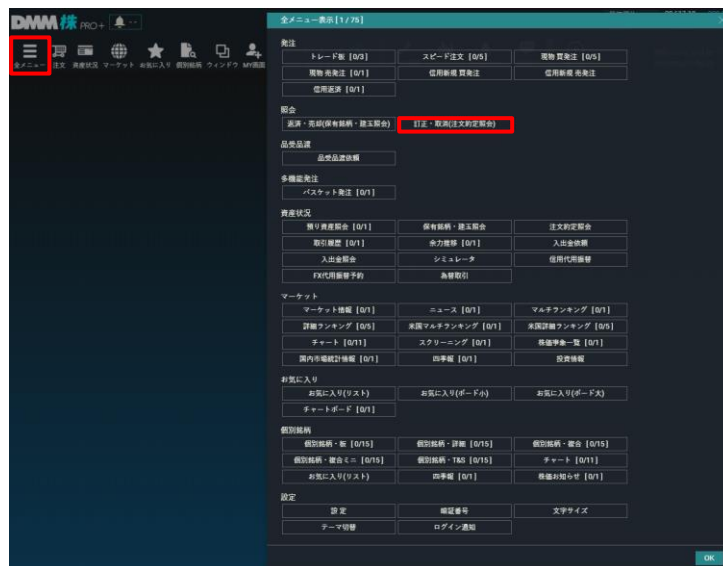 DMM 株 PRO+
全メニュー 注文 資産状況 マーケット お気に入り 個別銘柄 ウィンドウ MY画面
全メニュー表示 [1/75]
発注
トレード板 [0/3] スピード注文 [0/5] 現物 買発注 [0/5]
現物 売発注 [0/1] 信用新規 買発注 信用新規 売発注
信用返済 [0/1]
照会
返済・売却(保有銘柄・建玉照会) 訂正・取消(注文約定照会)
品受品渡
品受品渡依頼
多機能発注
バスケット発注 [0/1]
資産状況
預り資産照会 [0/1] 保有銘柄・建玉照会 注文約定照会
取引履歴 [0/1] 余力推移 [0/1] 入出金依頼
入出金照会 シミュレータ 信用代用振替
FX代用振替予約 為替取引
マーケット
マーケット情報 [0/1] ニュース [0/1] マルチランキング [0/1]
詳細ランキング [0/5] 米国マルチランキング [0/1] 米国詳細ランキング [0/5]
チャート [0/11] スクリーニング [0/1] 株価学金一覧 [0/1]
国内市場統計情報 [0/1] 四季報 [0/1] 投資情報
お気に入り
お気に入り(リスト) お気に入り(ボード小) お気に入り(ボード大)
チャートボード [0/1]
個別銘柄
個別銘柄・板 [0/15] 個別銘柄・詳細 [0/15] 個別銘柄・複合 [0/15]
個別銘柄・複合ミニ [0/15] 個別銘柄・T&S [0/15] チャート [0/11]
お気に入り(リスト) 四季報 [0/1] 株価お知らせ [0/1]
設定
設定 暗証番号 文字サイズ
テーマ切替 ログイン通知
OK